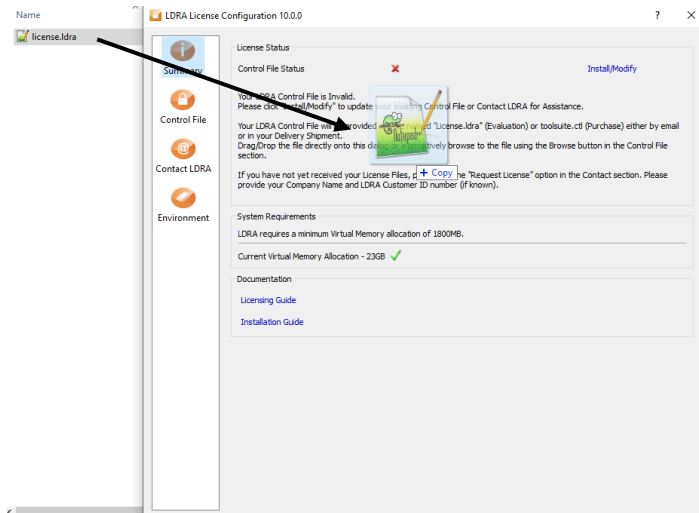 Name
license.ldra
LDRA License Configuration 10.0.0
?
Summary
Control File
Contact LDRA
Environment
License Status
Control File Status
Install/Modify
Your LDRA Control File is Invalid.
Please click "Install/Modify" to update your existing Control File or Contact LDRA for Assistance.
Your LDRA Control File will provided named "License.ldra" (Evaluation) or toolsuite.ctl (Purchase) either by email
or in your Delivery Shipment.
Drag/Drop the file directly onto this dialog or alternatively browse to the file using the Browse button in the Control File
section.
If you have not yet received your License Files, "Request License" option in the Contact section. Please
provide your Company Name and LDRA Customer ID number (if known).
+ Copy
System Requirements
LDRA requires a minimum Virtual Memory allocation of 1800MB.
Current Virtual Memory Allocation - 23GB
Documentation
Licensing Guide
Installation Guide